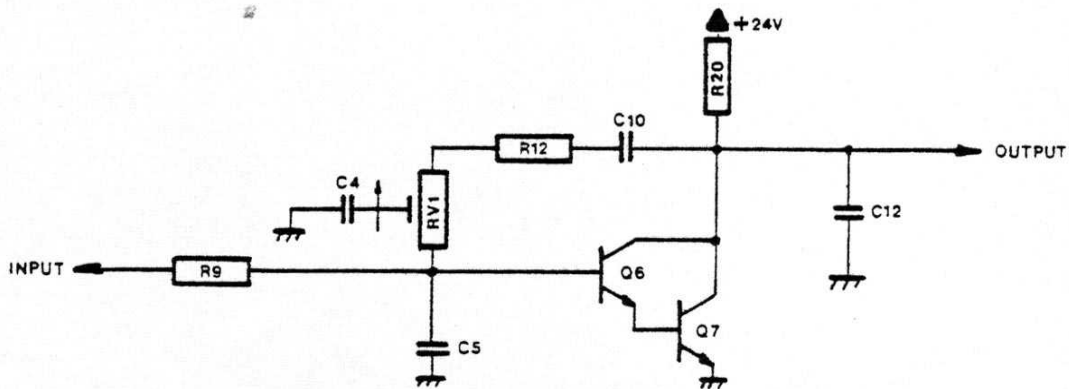 +24V
R20
C10
R12
OUTPUT
C4
RV1
C12
INPUT
R9
Q6
Q7
C5